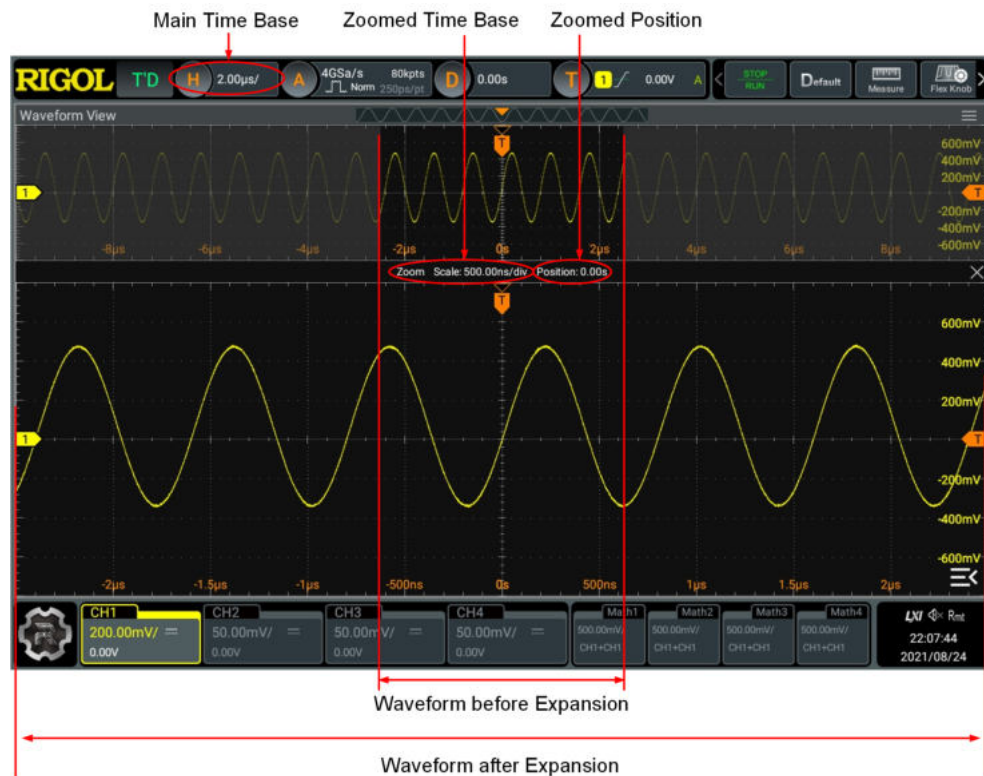 Main Time Base Zoomed Time Base Zoomed Position
RIGOL T'D H 2.00µs/ A 4GSa/s 80kpts Norm 250ps/pt D 0.00s T 1 0.00V A < STOP RUN Default Measure Flex Knob >
Waveform View
T
600mV
400mV
200mV
1 T
-200mV
-400mV
-600mV
-8µs -6µs -4µs -2µs 0s 2µs 4µs 6µs 8µs
Zoom Scale: 500.00ns/div Position: 0.00s
T
600mV
400mV
200mV
1 T
-200mV
-400mV
-600mV
-2µs -1.5µs -1µs -500ns 0s 500ns 1µs 1.5µs 2µs
CH1 CH2 CH3 CH4 Math1 Math2 Math3 Math4 LXI Rmt
200.00mV/ 50.00mV/ 50.00mV/ 50.00mV/ 500.00mV/ 500.00mV/ 500.00mV/ 500.00mV/ 22:07:44
0.00V 0.00V 0.00V 0.00V CH1+CH1 CH1+CH1 CH1+CH1 CH1+CH1 2021/08/24
Waveform before Expansion
Waveform after Expansion